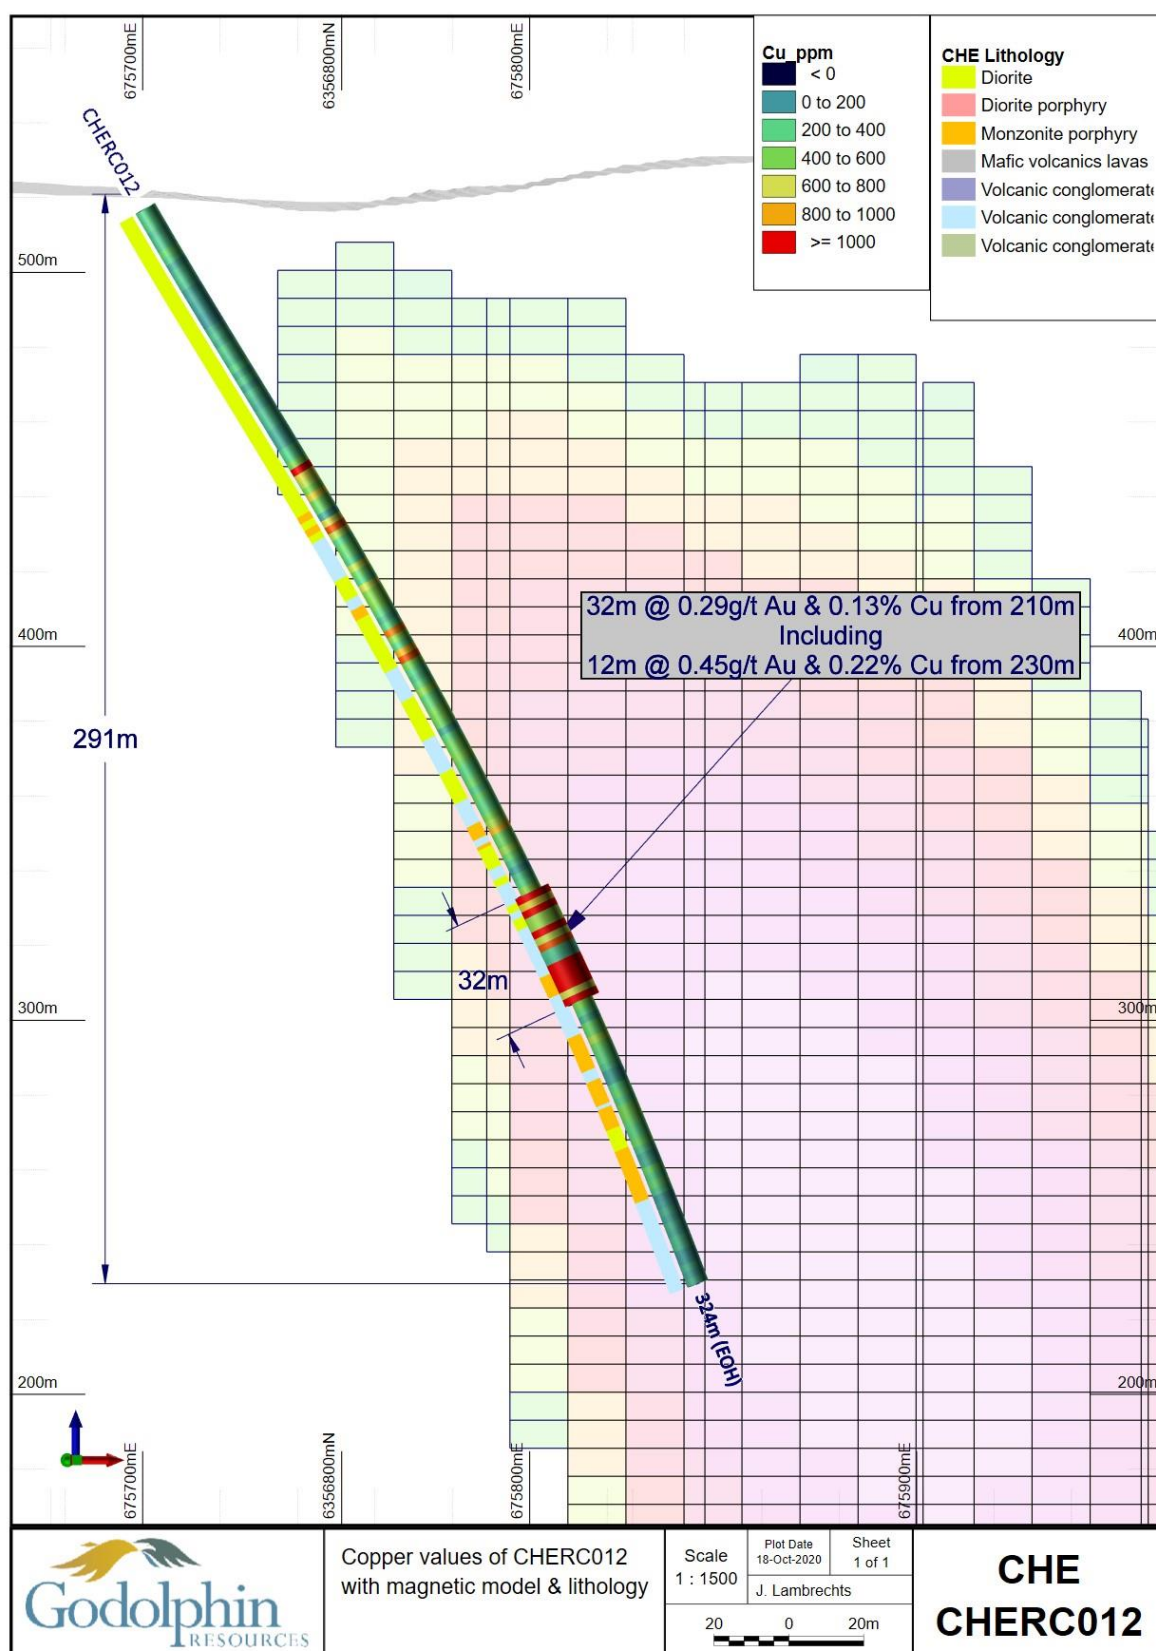 675700mE
6356800mN
675800mE
Cu_ppm
< 0
0 to 200
200 to 400
400 to 600
600 to 800
800 to 1000
>= 1000
CHE Lithology
Diorite
Diorite porphyry
Monzonite porphyry
Mafic volcanics lavas
Volcanic conglomerate
Volcanic conglomerate
Volcanic conglomerate
CHERC012
500m
400m
400m
32m @ 0.29g/t Au & 0.13% Cu from 210m
Including
12m @ 0.45g/t Au & 0.22% Cu from 230m
291m
32m
300m
300m
324m (EOH)
200m
200m
675700mE
6356800mN
675800mE
675900mE
Godolphin
RESOURCES
Copper values of CHERC012
with magnetic model & lithology
Scale
1 : 1500
Plot Date
18-Oct-2020
Sheet
1 of 1
J. Lambrechts
20 0 20m
CHE
CHERC012